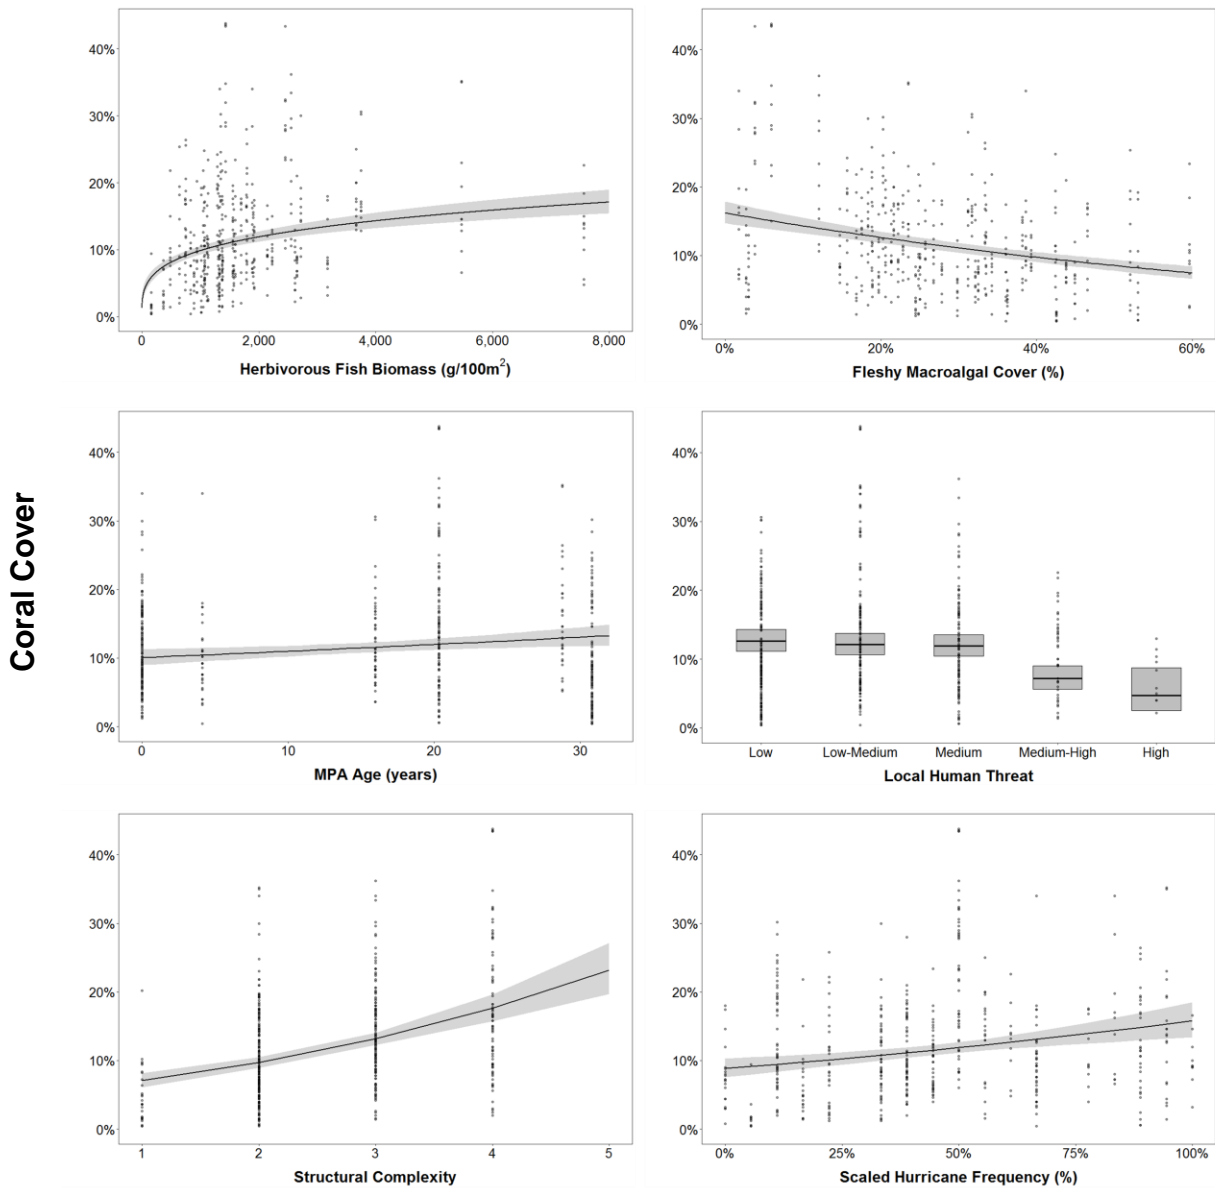 Coral Cover
40%
30%
20%
10%
0%
0 2,000 4,000 6,000 8,000
Herbivorous Fish Biomass (g/100m²)
40%
30%
20%
10%
0%
0% 20% 40% 60%
Fleshy Macroalgal Cover (%)
40%
30%
20%
10%
0%
0 10 20 30
MPA Age (years)
40%
30%
20%
10%
0%
Low Low-Medium Medium Medium-High High
Local Human Threat
40%
30%
20%
10%
0%
1 2 3 4 5
Structural Complexity
40%
30%
20%
10%
0%
0% 25% 50% 75% 100%
Scaled Hurricane Frequency (%)